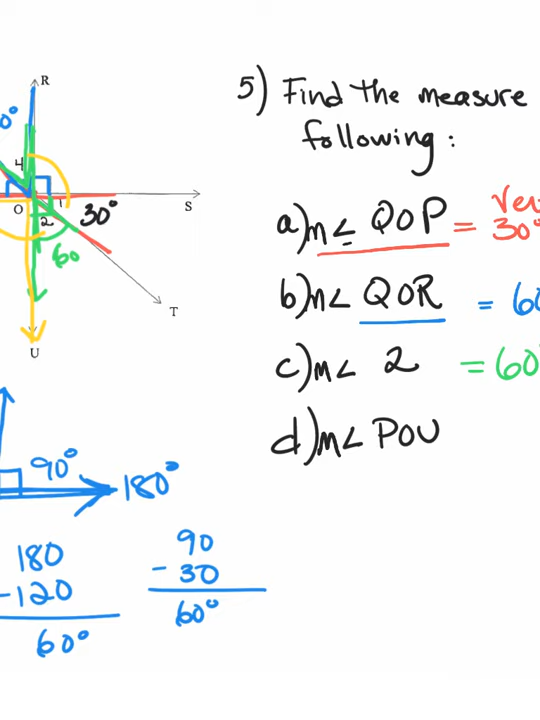 R
0°
4
O
1
2
30°
S
60
T
U
5) Find the measure
following:
a) m∠ QOP = 30°
b) m∠ QOR = 60
c) m∠ 2 = 60°
d) m∠ POU
90°
180°
180
-120
60°
90
- 30
60°